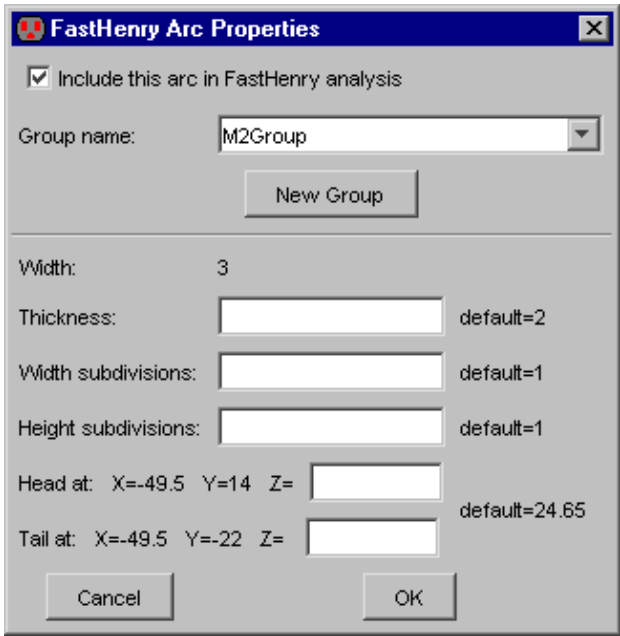 FastHenry Arc Properties
Include this arc in FastHenry analysis
Group name: M2Group
New Group
Width: 3
Thickness: default=2
Width subdivisions: default=1
Height subdivisions: default=1
Head at: X=-49.5 Y=14 Z=
default=24.65
Tail at: X=-49.5 Y=-22 Z=
Cancel OK